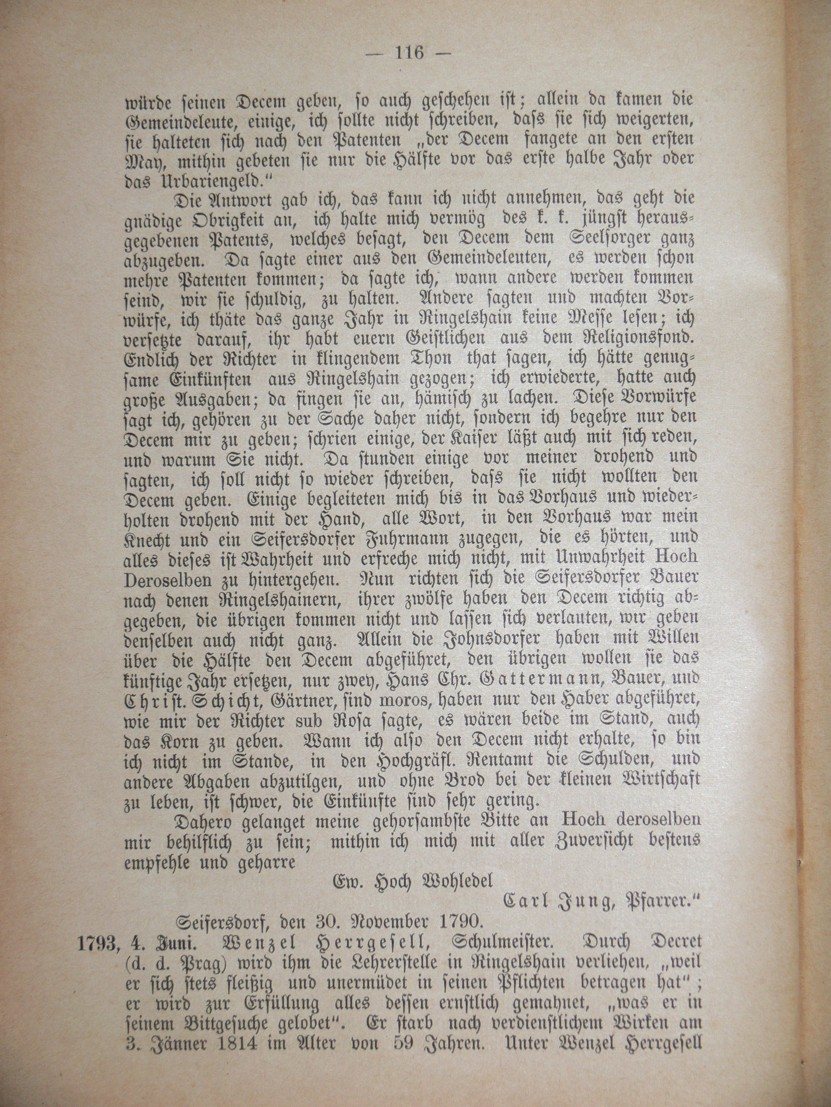 — 116 —
würde seinen Decem geben, so auch geschehen ist; allein da kamen die
Gemeindeleute, einige, ich sollte nicht schreiben, dass sie sich weigerten,
sie halteten sich nach den Patenten „der Decem fangete an den ersten
May, mithin gebeten sie nur die Hälfte vor das erste halbe Jahr oder
das Urbariengeld.“
Die Antwort gab ich, das kann ich nicht annehmen, das geht die
gnädige Obrigkeit an, ich halte mich vermög des k. k. jüngst heraus-
gegebenen Patents, welches besagt, den Decem dem Seelsorger ganz
abzugeben. Da sagte einer aus den Gemeindeleuten, es werden schon
mehre Patenten kommen; da sagte ich, wann andere werden kommen
seind, wir sie schuldig, zu halten. Andere sagten und machten Vor-
würfe, ich thäte das ganze Jahr in Ringelshain keine Messe lesen; ich
versetzte darauf, ihr habt euern Geistlichen aus dem Religionsfond.
Endlich der Richter in klingendem Thon that sagen, ich hätte genug-
same Einkünften aus Ringelshain gezogen; ich erwiederte, hatte auch
große Ausgaben; da fingen sie an, hämisch zu lachen. Diese Vorwürfe
sagt ich, gehören zu der Sache daher nicht, sondern ich begehre nur den
Decem mir zu geben; schrien einige, der Kaiser läßt auch mit sich reden,
und warum Sie nicht. Da stunden einige vor meiner drohend und
sagten, ich soll nicht so wieder schreiben, dass sie nicht wollten den
Decem geben. Einige begleiteten mich bis in das Vorhaus und wieder-
holten drohend mit der Hand, alle Wort, in den Vorhaus war mein
Knecht und ein Seifersdorfer Fuhrmann zugegen, die es hörten, und
alles dieses ist Wahrheit und erfreche mich nicht, mit Unwahrheit Hoch
Deroselben zu hintergehen. Nun richten sich die Seifersdorfer Bauer
nach denen Ringelshainern, ihrer zwölfe haben den Decem richtig ab-
gegeben, die übrigen kommen nicht und lassen sich verlauten, wir geben
denselben auch nicht ganz. Allein die Johnsdorfer haben mit Willen
über die Hälfte den Decem abgeführet, den übrigen wollen sie das
künftige Jahr ersetzen, nur zwey, Hans Chr. Gattermann, Bauer, und
Christ. Schicht, Gärtner, sind moros, haben nur den Haber abgeführet,
wie mir der Richter sub Rosa sagte, es wären beide im Stand, auch
das Korn zu geben. Wann ich also den Decem nicht erhalte, so bin
ich nicht im Stande, in den Hochgräfl. Rentamt die Schulden, und
andere Abgaben abzutilgen, und ohne Brod bei der kleinen Wirtschaft
zu leben, ist schwer, die Einkünfte sind sehr gering.
Dahero gelanget meine gehorsambste Bitte an Hoch deroselben
mir behilflich zu sein; mithin ich mich mit aller Zuversicht bestens
empfehle und geharre
Ew. Hoch Wohledel
Carl Jung, Pfarrer.“
Seifersdorf, den 30. November 1790.
1793, 4. Juni. Wenzel Herrgesell, Schulmeister. Durch Decret
(d. d. Prag) wird ihm die Lehrerstelle in Ringelshain verliehen, „weil
er sich stets fleißig und unermüdet in seinen Pflichten betragen hat“;
er wird zur Erfüllung alles dessen ernstlich gemahnet, „was er in
seinem Bittgesuche gelobet“. Er starb nach verdienstlichem Wirken am
3. Jänner 1814 im Alter von 59 Jahren. Unter Wenzel Herrgesell